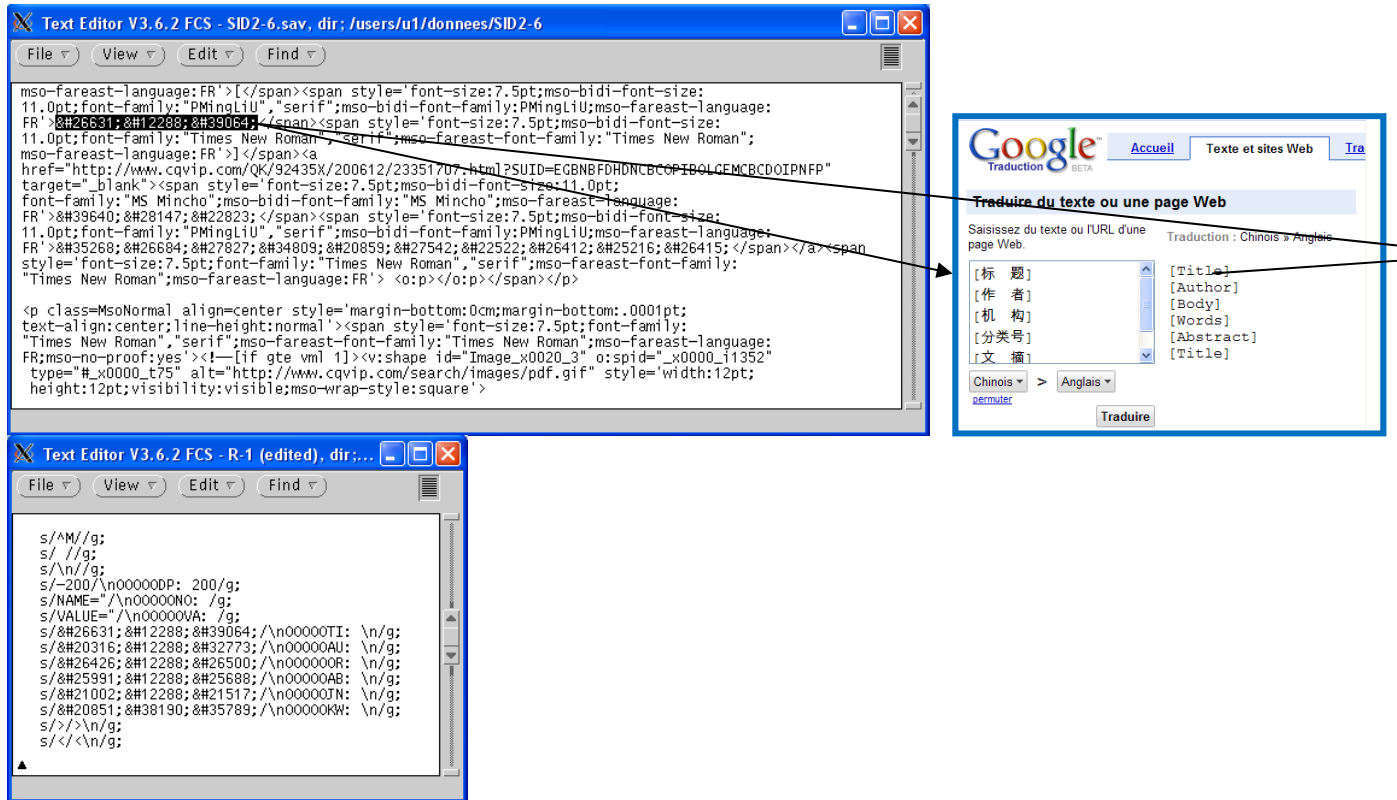 Text Editor V3.6.2 FCS - SID2-6.sav, dir; /users/u1/donnees/SID2-6
File View Edit Find
mso-fareast-language:FR'>[</span><span style='font-size:7.5pt;mso-bidi-font-size:
11.0pt;font-family:"PMingLiU","serif";mso-bidi-font-family:PMingLiU;mso-fareast-language:
FR'>&#26631;&#12288;&#39064;</span><span style='font-size:7.5pt;mso-bidi-font-size:
11.0pt;font-family:"Times New Roman","serif";mso-fareast-font-family:"Times New Roman";
mso-fareast-language:FR'>]</span><a
href="http://www.cqvip.com/QK/92435X/200612/23351707.html?SUID=EGBNBFDHDNCBCOPIBOLGEMCBCDOIPNFP"
target="_blank"><span style='font-size:7.5pt;mso-bidi-font-size:11.0pt;
font-family:"MS Mincho";mso-bidi-font-family:"MS Mincho";mso-fareast-language:
FR'>&#39640;&#28147;&#22823;</span><span style='font-size:7.5pt;mso-bidi-font-size:
11.0pt;font-family:"PMingLiU","serif";mso-bidi-font-family:PMingLiU;mso-fareast-language:
FR'>&#35268;&#26684;&#27827;&#34809;&#20859;&#27542;&#22522;&#26412;&#25216;&#26415;</span></a><span
style='font-size:7.5pt;font-family:"Times New Roman","serif";mso-fareast-font-family:
"Times New Roman";mso-fareast-language:FR'> <o:p></o:p></span></p>
<p class=MsoNormal align=center style='margin-bottom:0cm;margin-bottom:.0001pt;
text-align:center;line-height:normal'><span style='font-size:7.5pt;font-family:
"Times New Roman","serif";mso-fareast-font-family:"Times New Roman";mso-fareast-language:
FR;mso-no-proof:yes'><!--[if gte vml 1]><v:shape id="Image_x0020_3" o:spid="_x0000_i1352"
type="#_x0000_t75" alt="http://www.cqvip.com/search/images/pdf.gif" style='width:12pt;
height:12pt;visibility:visible;mso-wrap-style:square'>
Google™
Traduction BETA
Accueil Texte et sites Web Tra
Traduire du texte ou une page Web
Saisissez du texte ou l'URL d'une
page Web.
Traduction : Chinois » Anglais
[标　题]
[作　者]
[机　构]
[分类号]
[文　摘]
[Title]
[Author]
[Body]
[Words]
[Abstract]
[Title]
Chinois > Anglais
permuter
Traduire
Text Editor V3.6.2 FCS - R-1 (edited), dir;...
File View Edit Find
s/^M//g;
s/ //g;
s/\n//g;
s/-200/\n00000DP: 200/g;
s/NAME="/\n00000NO: /g;
s/VALUE="/\n00000VA: /g;
s/&#26631;&#12288;&#39064;/\n00000TI: \n/g;
s/&#20316;&#12288;&#32773;/\n00000AU: \n/g;
s/&#26426;&#12288;&#26500;/\n00000OR: \n/g;
s/&#25991;&#12288;&#25688;/\n00000AB: \n/g;
s/&#21002;&#12288;&#21517;/\n00000JN: \n/g;
s/&#20851;&#38190;&#35789;/\n00000KW: \n/g;
s/>/>\n/g;
s/</<\n/g;